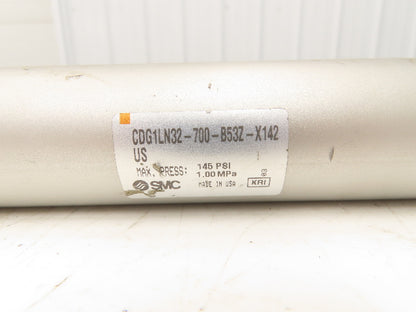 CDG1LN32-700-B53Z-X142
US
MAX. PRESS: 145 PSI
1.00 MPa
SMC MADE IN USA KRI